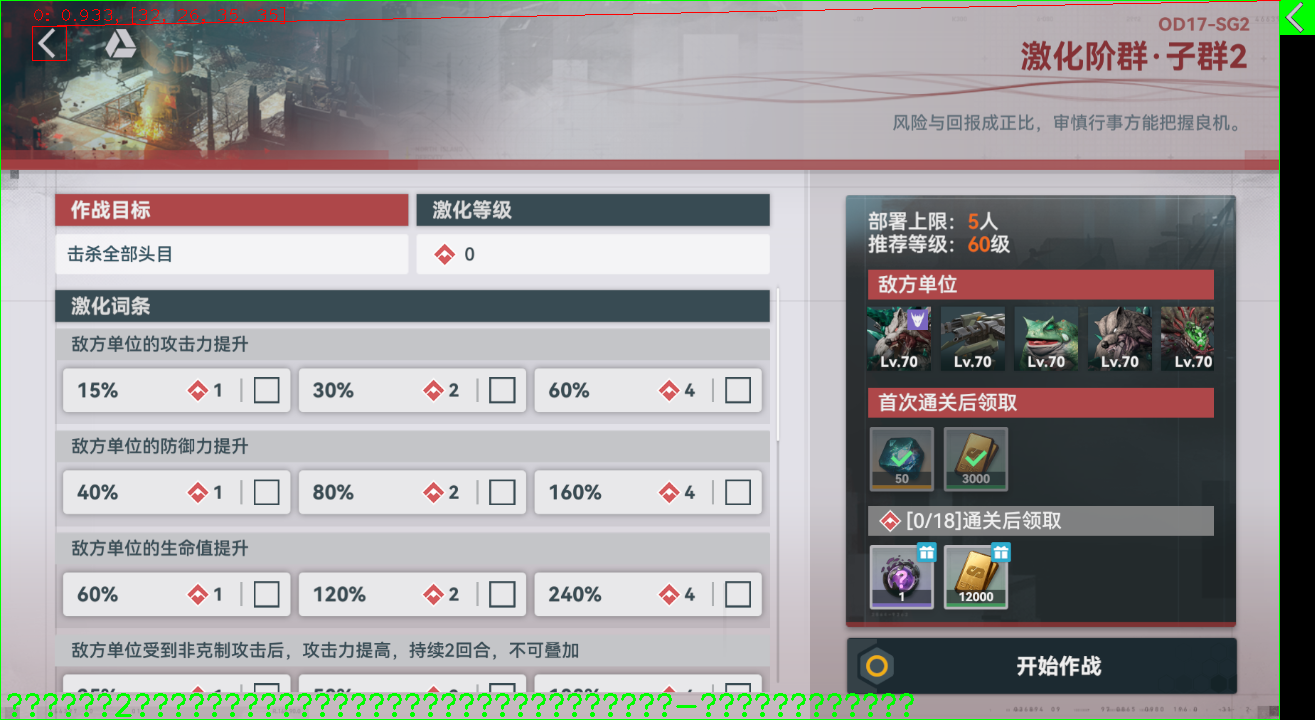 0: 0.933, [32, 26, 36, 36]
OD17-SG2
激化阶群·子群2
风险与回报成正比，审慎行事方能把握良机。
作战目标
激化等级
击杀全部头目
0
激化词条
敌方单位的攻击力提升
15% 1
30% 2
60% 4
敌方单位的防御力提升
40% 1
80% 2
160% 4
敌方单位的生命值提升
60% 1
120% 2
240% 4
敌方单位受到非克制攻击后，攻击力提高，持续2回合，不可叠加
部署上限：5人
推荐等级：60级
敌方单位
Lv.70
Lv.70
Lv.70
Lv.70
Lv.70
首次通关后领取
50
3000
[0/18]通关后领取
1
12000
开始作战